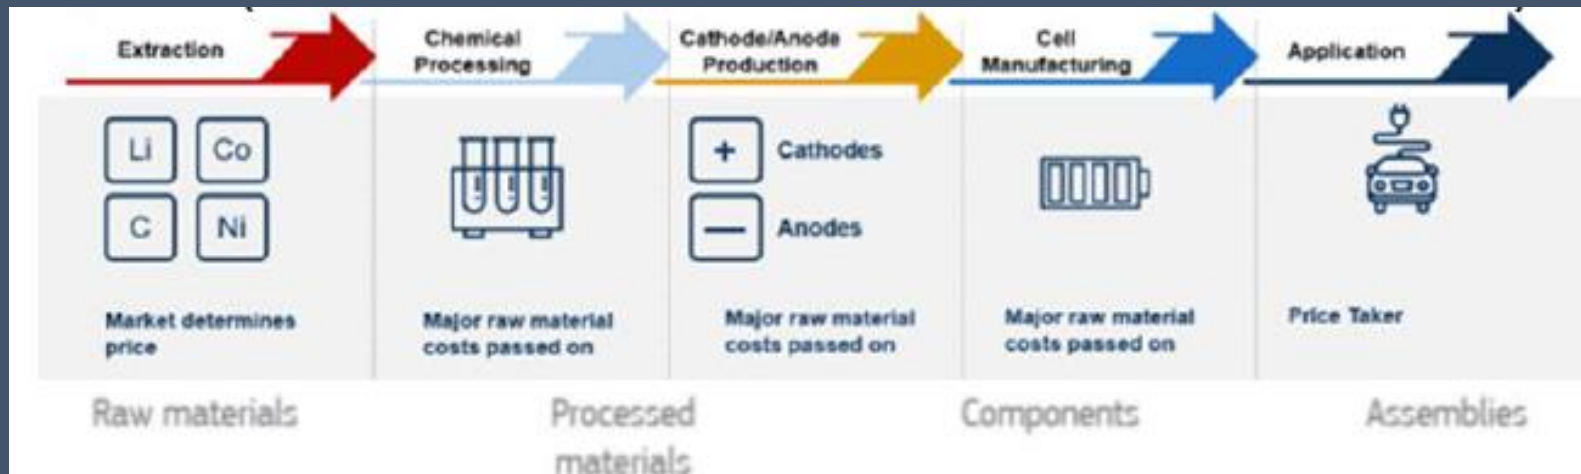 Extraction
Chemical
Processing
Cathode/Anode
Production
Cell
Manufacturing
Application
Li
Co
C
Ni
+
Cathodes
—
Anodes
Market determines
price
Major raw material
costs passed on
Major raw material
costs passed on
Major raw material
costs passed on
Price Taker
Raw materials
Processed
materials
Components
Assemblies